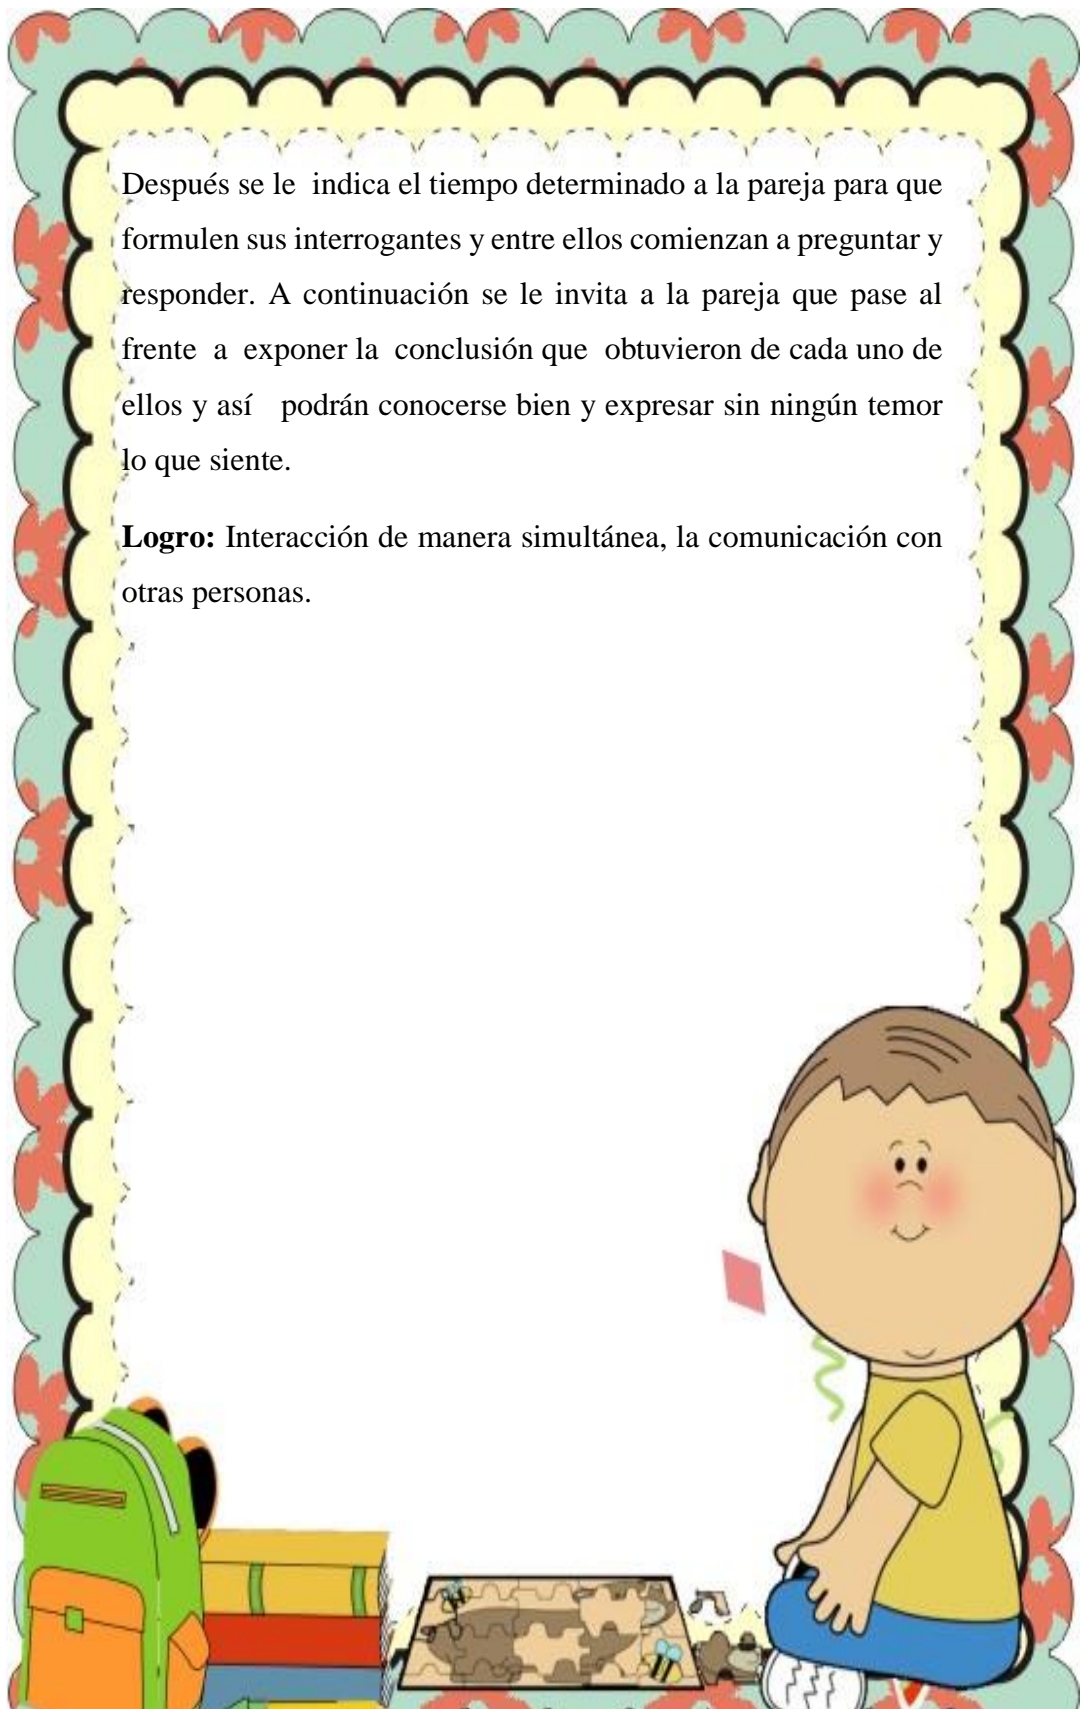 Después se le  indica el tiempo determinado a la pareja para que
formulen sus interrogantes y entre ellos comienzan a preguntar y
responder. A continuación se le invita a la pareja que pase al
frente  a  exponer la  conclusión que  obtuvieron de cada uno de
ellos y así   podrán conocerse bien y expresar sin ningún temor
lo que siente.
Logro: Interacción de manera simultánea, la comunicación con
otras personas.